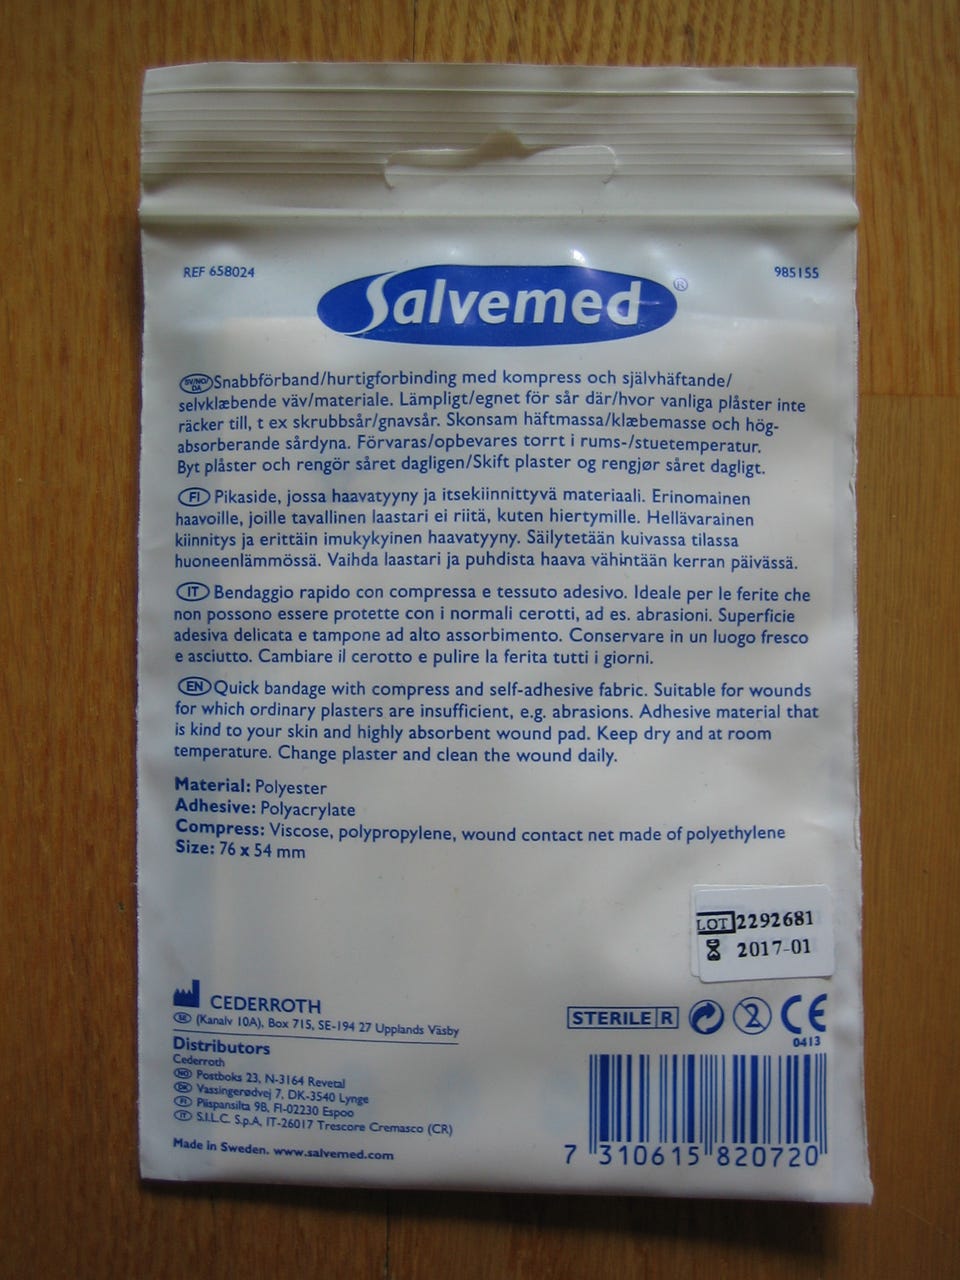 REF 658024
985155
Salvemed®
SV/NO/DA Snabbförband/hurtigforbinding med kompress och självhäftande/
selvklæbende väv/materiale. Lämpligt/egnet för sår där/hvor vanliga plåster inte
räcker till, t ex skrubbsår/gnavsår. Skonsam häftmassa/klæbemasse och hög-
absorberande sårdyna. Förvaras/opbevares torrt i rums-/stuetemperatur.
Byt plåster och rengör såret dagligen/Skift plaster og rengjør såret dagligt.
FI Pikaside, jossa haavatyyny ja itsekiinnittyvä materiaali. Erinomainen
haavoille, joille tavallinen laastari ei riitä, kuten hiertymille. Hellävarainen
kiinnitys ja erittäin imukykyinen haavatyyny. Säilytetään kuivassa tilassa
huoneenlämmössä. Vaihda laastari ja puhdista haava vähintään kerran päivässä.
IT Bendaggio rapido con compressa e tessuto adesivo. Ideale per le ferite che
non possono essere protette con i normali cerotti, ad es. abrasioni. Superficie
adesiva delicata e tampone ad alto assorbimento. Conservare in un luogo fresco
e asciutto. Cambiare il cerotto e pulire la ferita tutti i giorni.
EN Quick bandage with compress and self-adhesive fabric. Suitable for wounds
for which ordinary plasters are insufficient, e.g. abrasions. Adhesive material that
is kind to your skin and highly absorbent wound pad. Keep dry and at room
temperature. Change plaster and clean the wound daily.
Material: Polyester
Adhesive: Polyacrylate
Compress: Viscose, polypropylene, wound contact net made of polyethylene
Size: 76 x 54 mm
LOT 2292681
2017-01
CEDERROTH
SE (Kanalv 10A), Box 715, SE-194 27 Upplands Väsby
Distributors
Cederroth
NO Postboks 23, N-3164 Revetal
DK Vassingerødvej 7, DK-3540 Lynge
FI Piispansilta 9B, FI-02230 Espoo
IT S.I.L.C. S.p.A, IT-26017 Trescore Cremasco (CR)
Made in Sweden. www.salvemed.com
STERILE R
2
CE
0413
7 310615 820720